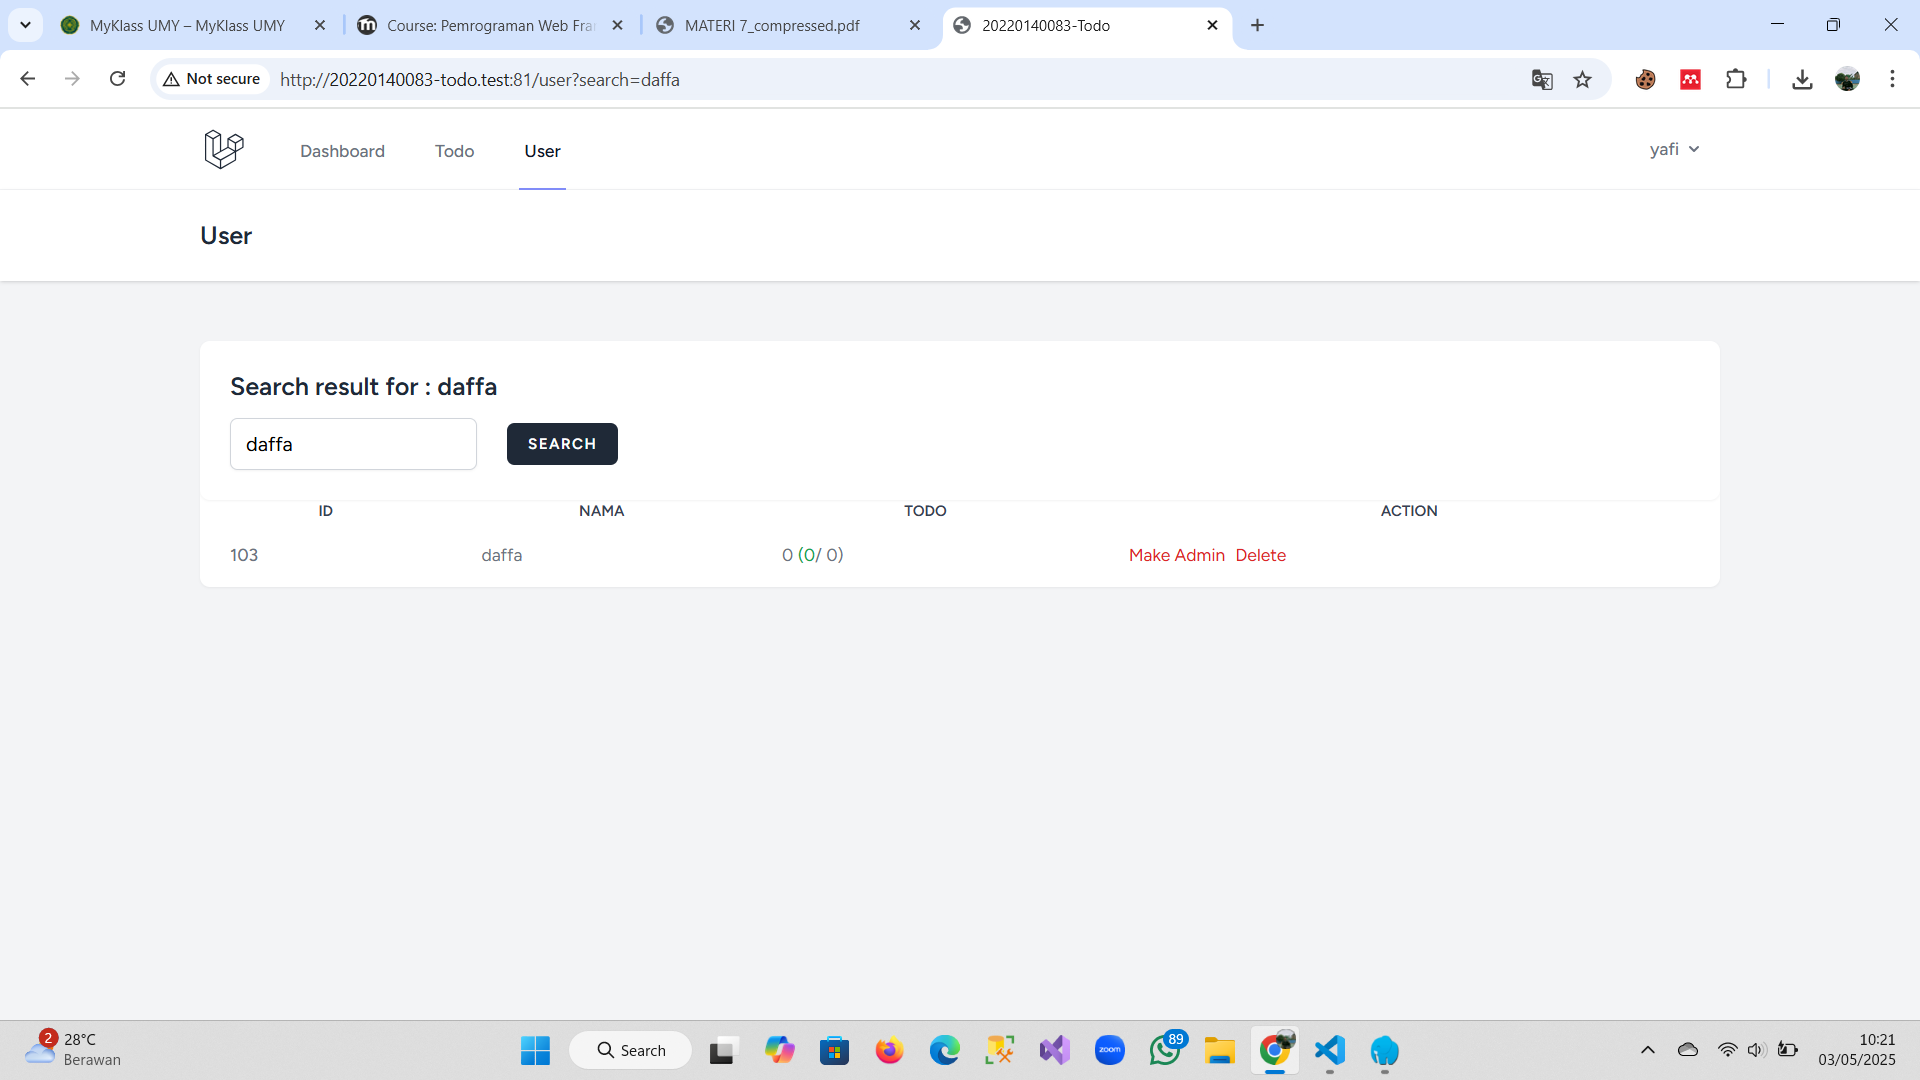 MyKlass UMY – MyKlass UMY
Course: Pemrograman Web Fra
MATERI 7_compressed.pdf
20220140083-Todo
Not secure
http://20220140083-todo.test:81/user?search=daffa
Dashboard
Todo
User
yafi
User
Search result for : daffa
daffa
SEARCH
ID NAMA TODO ACTION
103 daffa 0 (0/ 0) Make Admin Delete
2
28°C
Berawan
Search
zoom
89
10:21
03/05/2025